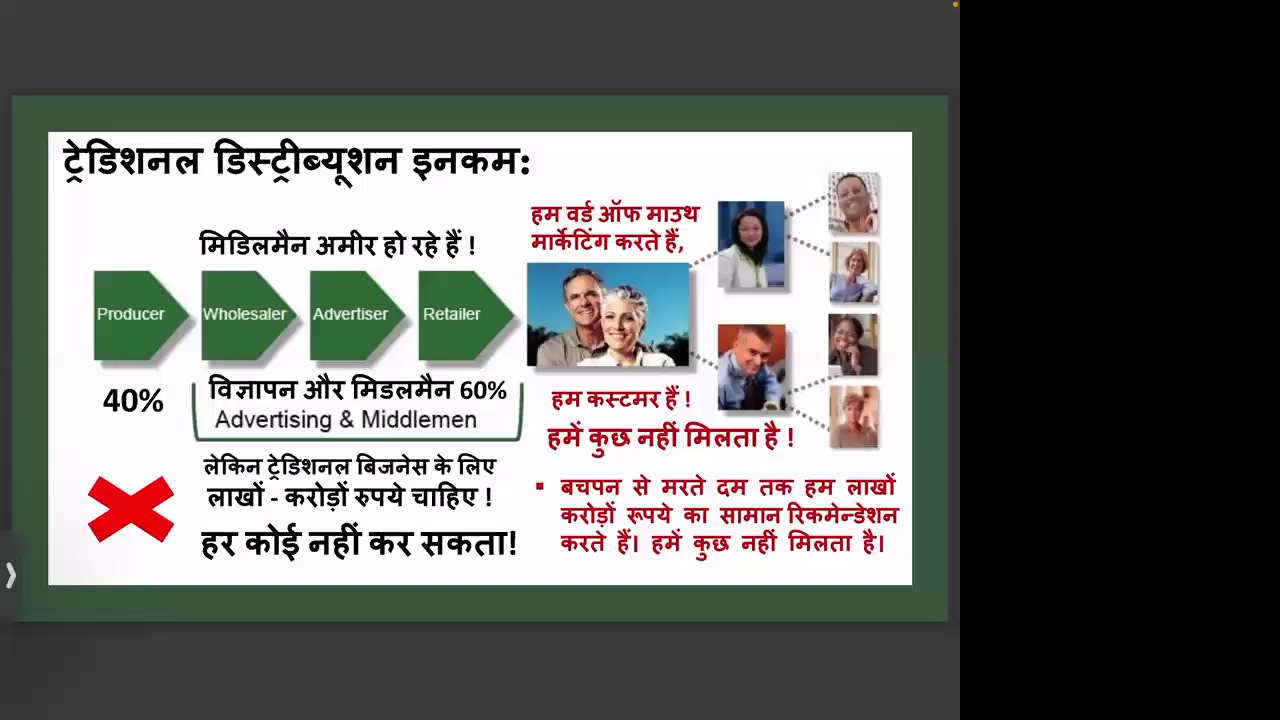 ट्रेडिशनल डिस्ट्रीब्यूशन इनकम:
मिडिलमैन अमीर हो रहे हैं !
Producer
Wholesaler
Advertiser
Retailer
40%
विज्ञापन और मिडलमैन 60%
Advertising & Middlemen
लेकिन ट्रेडिशनल बिजनेस के लिए
लाखों - करोड़ों रुपये चाहिए !
हर कोई नहीं कर सकता!
हम वर्ड ऑफ माउथ
मार्केटिंग करते हैं,
हम कस्टमर हैं !
हमें कुछ नहीं मिलता है !
▪ बचपन से मरते दम तक हम लाखों
करोड़ों रूपये का सामान रिकमेन्डेशन
करते हैं। हमें कुछ नहीं मिलता है।